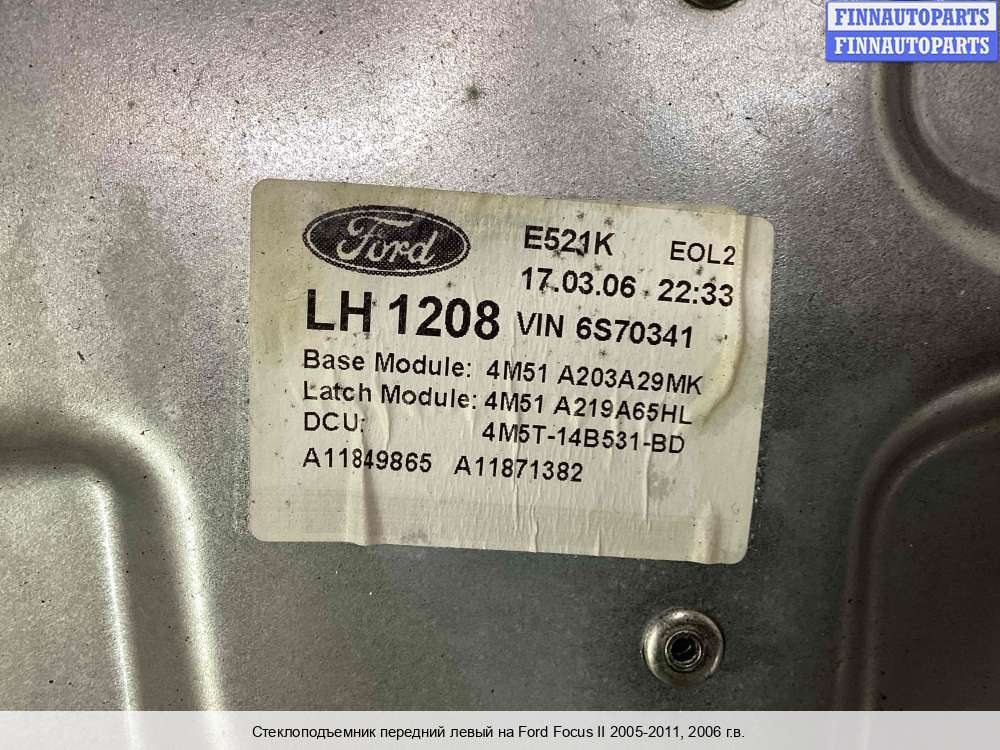 FINNAUTOPARTS
FINNAUTOPARTS
Ford
E521K EOL2
17.03.06 22:33
LH 1208 VIN 6S70341
Base Module: 4M51 A203A29MK
Latch Module: 4M51 A219A65HL
DCU: 4M5T-14B531-BD
A11849865 A11871382
Стеклоподъемник передний левый на Ford Focus II 2005-2011, 2006 г.в.